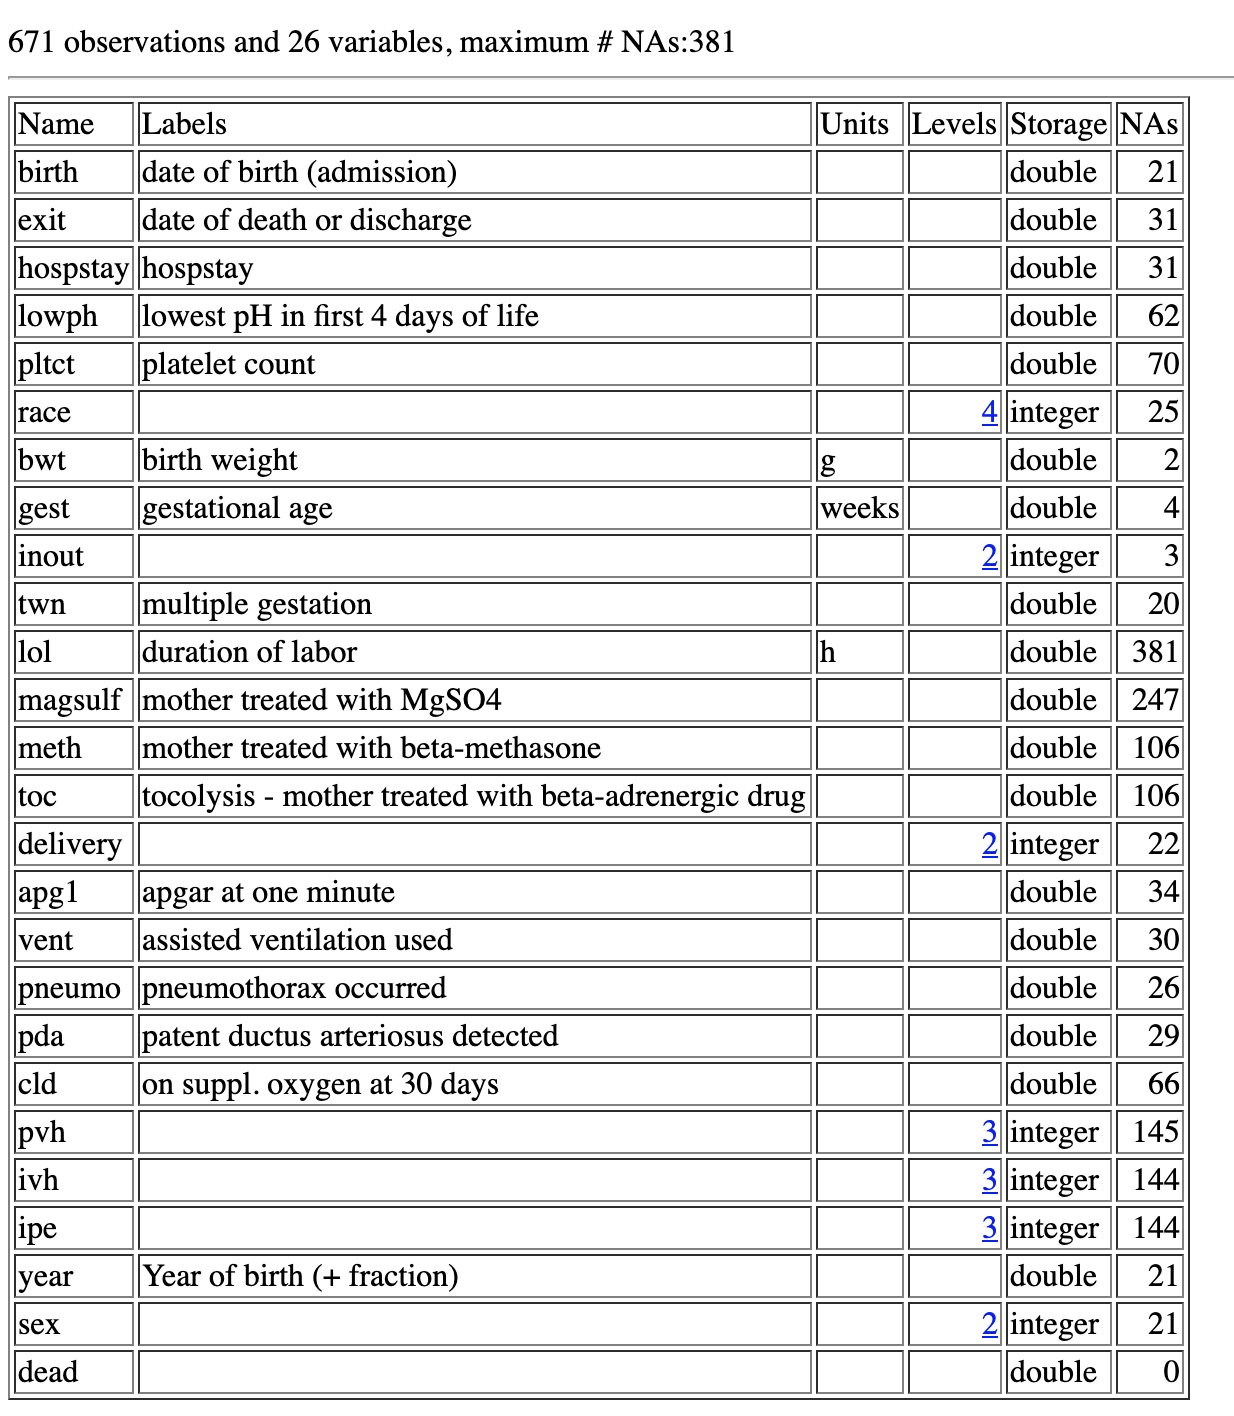 671 observations and 26 variables, maximum # NAs:381
Name Labels Units Levels Storage NAs
birth date of birth (admission) double 21
exit date of death or discharge double 31
hospstay hospstay double 31
lowph lowest pH in first 4 days of life double 62
pltct platelet count double 70
race 4 integer 25
bwt birth weight g double 2
gest gestational age weeks double 4
inout 2 integer 3
twn multiple gestation double 20
lol duration of labor h double 381
magsulf mother treated with MgSO4 double 247
meth mother treated with beta-methasone double 106
toc tocolysis - mother treated with beta-adrenergic drug double 106
delivery 2 integer 22
apg1 apgar at one minute double 34
vent assisted ventilation used double 30
pneumo pneumothorax occurred double 26
pda patent ductus arteriosus detected double 29
cld on suppl. oxygen at 30 days double 66
pvh 3 integer 145
ivh 3 integer 144
ipe 3 integer 144
year Year of birth (+ fraction) double 21
sex 2 integer 21
dead double 0